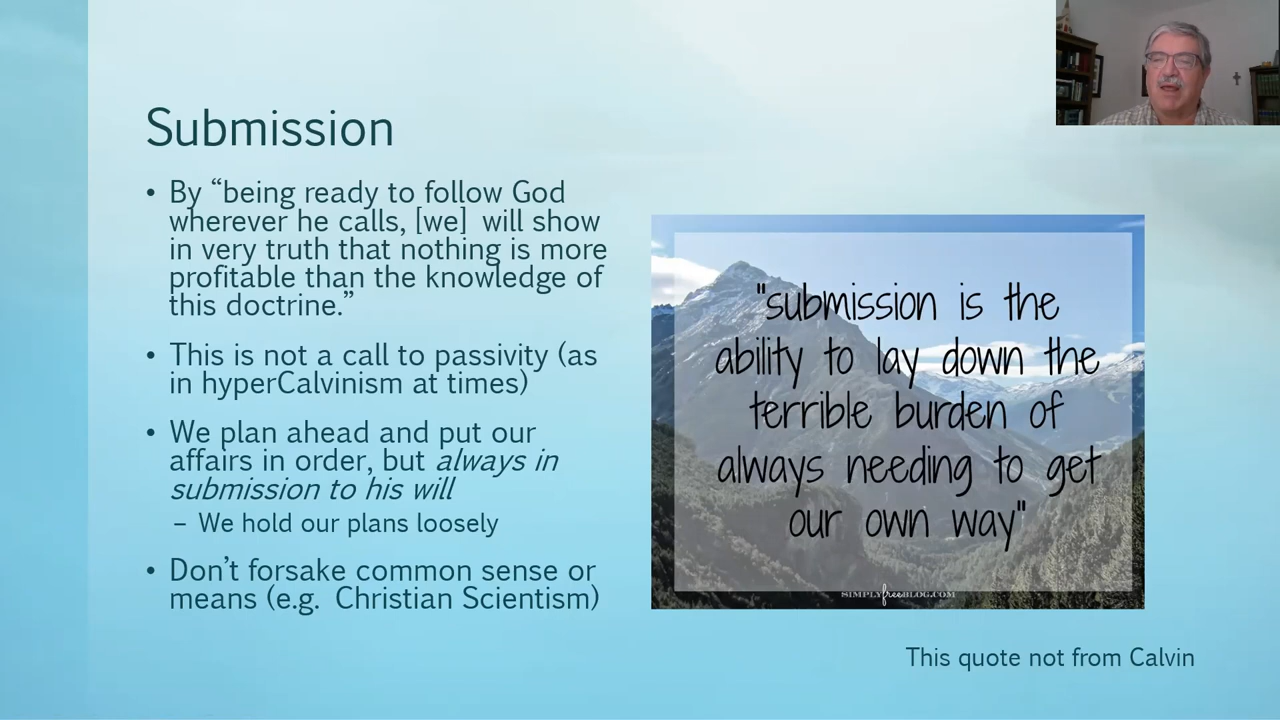 Submission
• By “being ready to follow God
wherever he calls, [we] will show
in very truth that nothing is more
profitable than the knowledge of
this doctrine.”
• This is not a call to passivity (as
in hyperCalvinism at times)
• We plan ahead and put our
affairs in order, but always in
submission to his will
– We hold our plans loosely
• Don’t forsake common sense or
means (e.g. Christian Scientism)
"submission is the
ability to lay down the
terrible burden of
always needing to get
our own way"
SIMPLYfreeBLOG.COM
This quote not from Calvin